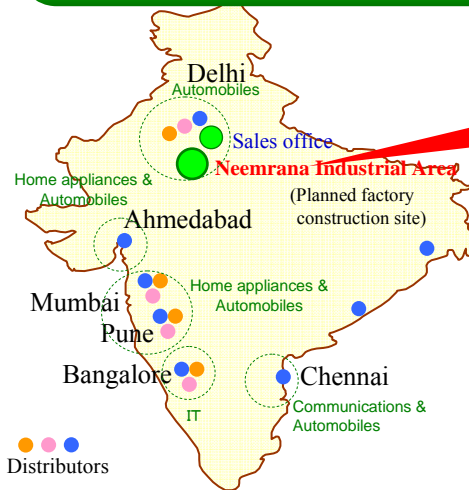 Delhi
Automobiles
Sales office
Neemrana Industrial Area
(Planned factory
construction site)
Home appliances &
Automobiles
Ahmedabad
Home appliances &
Automobiles
Mumbai
Pune
Bangalore
IT
Chennai
Communications &
Automobiles
Distributors